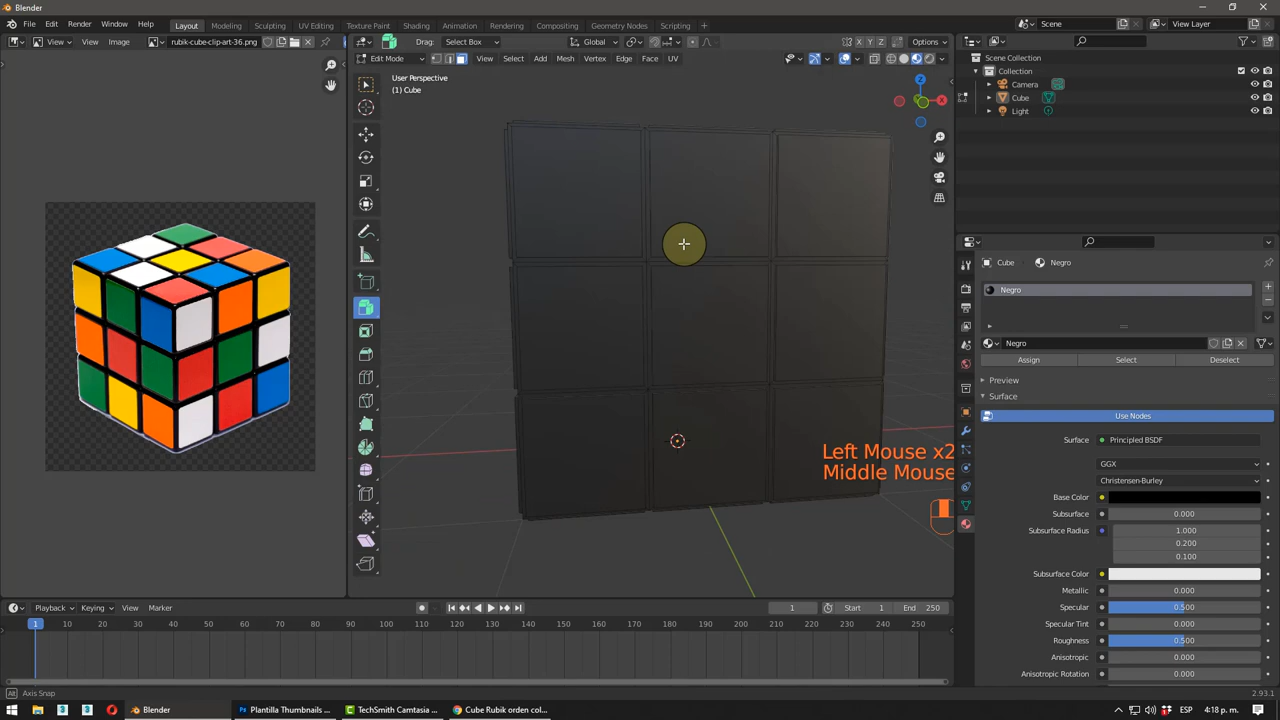 Blender
File Edit Render Window Help Layout Modeling Sculpting UV Editing Texture Paint Shading Animation Rendering Compositing Geometry Nodes Scripting + Scene View Layer
View View Image rubik-cube-clip-art-36.png Drag: Select Box Global X Y Z Options
Edit Mode View Select Add Mesh Vertex Edge Face UV
User Perspective
(1) Cube
Z
X
Scene Collection
Collection
Camera
Cube
Light
Cube Negro
Negro
Negro
Assign Select Deselect
Preview
Surface
Use Nodes
Surface Principled BSDF
GGX
Christensen-Burley
Base Color
Subsurface 0.000
Subsurface Radius 1.000
0.200
0.100
Subsurface Color
Metallic 0.000
Specular 0.500
Specular Tint 0.000
Roughness 0.500
Anisotropic 0.000
Anisotropic Rotation 0.000
Left Mouse x2
Middle Mouse
Playback Keying View Marker 1 Start 1 End 250
1 10 20 30 40 50 60 70 80 90 100 110 120 130 140 150 160 170 180 190 200 210 220 230 240 250
Alt Axis Snap 2.93.1
Blender Plantilla Thumbnails ... TechSmith Camtasia ... Cube Rubik orden col... ESP 4:18 p. m.